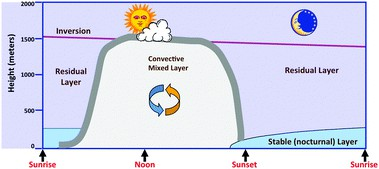 2000
Inversion
1500
Height (meters)
Residual
Layer
Convective
Mixed Layer
Residual Layer
1000
500
0
Stable (nocturnal) Layer
Sunrise
Noon
Sunset
Sunrise